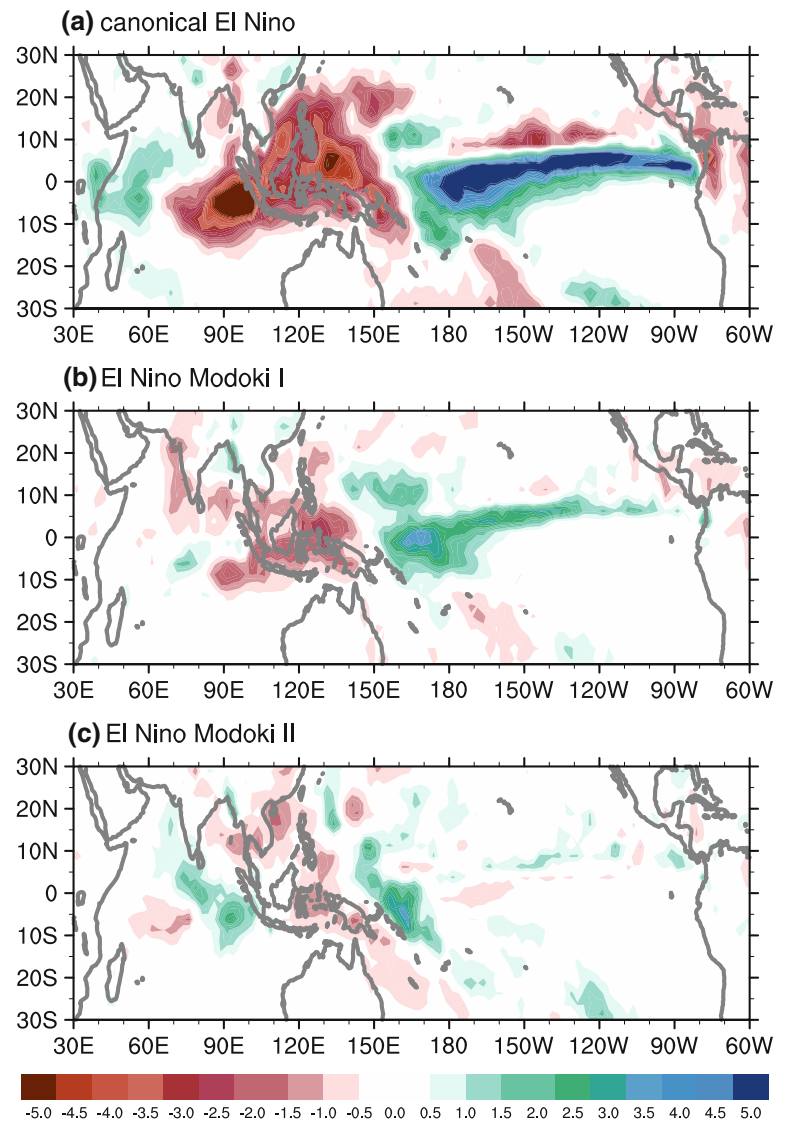 (a) canonical El Nino
30N
20N
10N
0
10S
20S
30S
30E 60E 90E 120E 150E 180 150W 120W 90W 60W
(b) El Nino Modoki I
30N
20N
10N
0
10S
20S
30S
30E 60E 90E 120E 150E 180 150W 120W 90W 60W
(c) El Nino Modoki II
30N
20N
10N
0
10S
20S
30S
30E 60E 90E 120E 150E 180 150W 120W 90W 60W
-5.0 -4.5 -4.0 -3.5 -3.0 -2.5 -2.0 -1.5 -1.0 -0.5 0.0 0.5 1.0 1.5 2.0 2.5 3.0 3.5 4.0 4.5 5.0